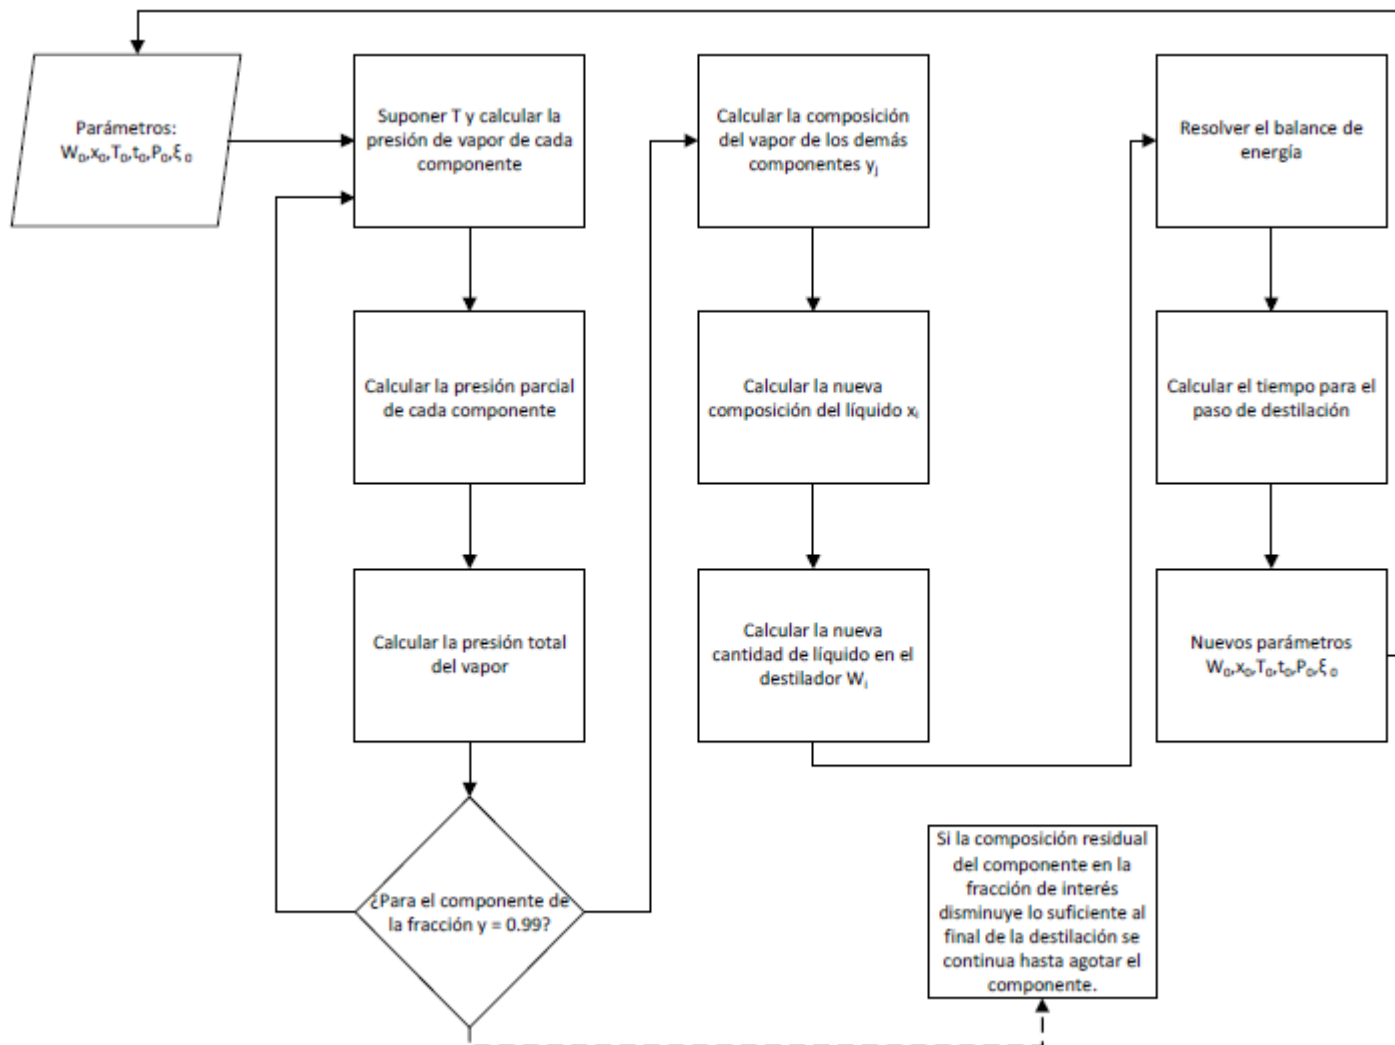 Parámetros:
W₀,x₀,T₀,t₀,P₀,ξ ₀
Suponer T y calcular la
presión de vapor de cada
componente
Calcular la presión parcial
de cada componente
Calcular la presión total
del vapor
¿Para el componente de
la fracción y = 0.99?
Calcular la composición
del vapor de los demás
componentes yⱼ
Calcular la nueva
composición del líquido xᵢ
Calcular la nueva
cantidad de líquido en el
destilador Wᵢ
Resolver el balance de
energía
Calcular el tiempo para el
paso de destilación
Nuevos parámetros
W₀,x₀,T₀,t₀,P₀,ξ ₀
Si la composición residual
del componente en la
fracción de interés
disminuye lo suficiente al
final de la destilación se
continua hasta agotar el
componente.